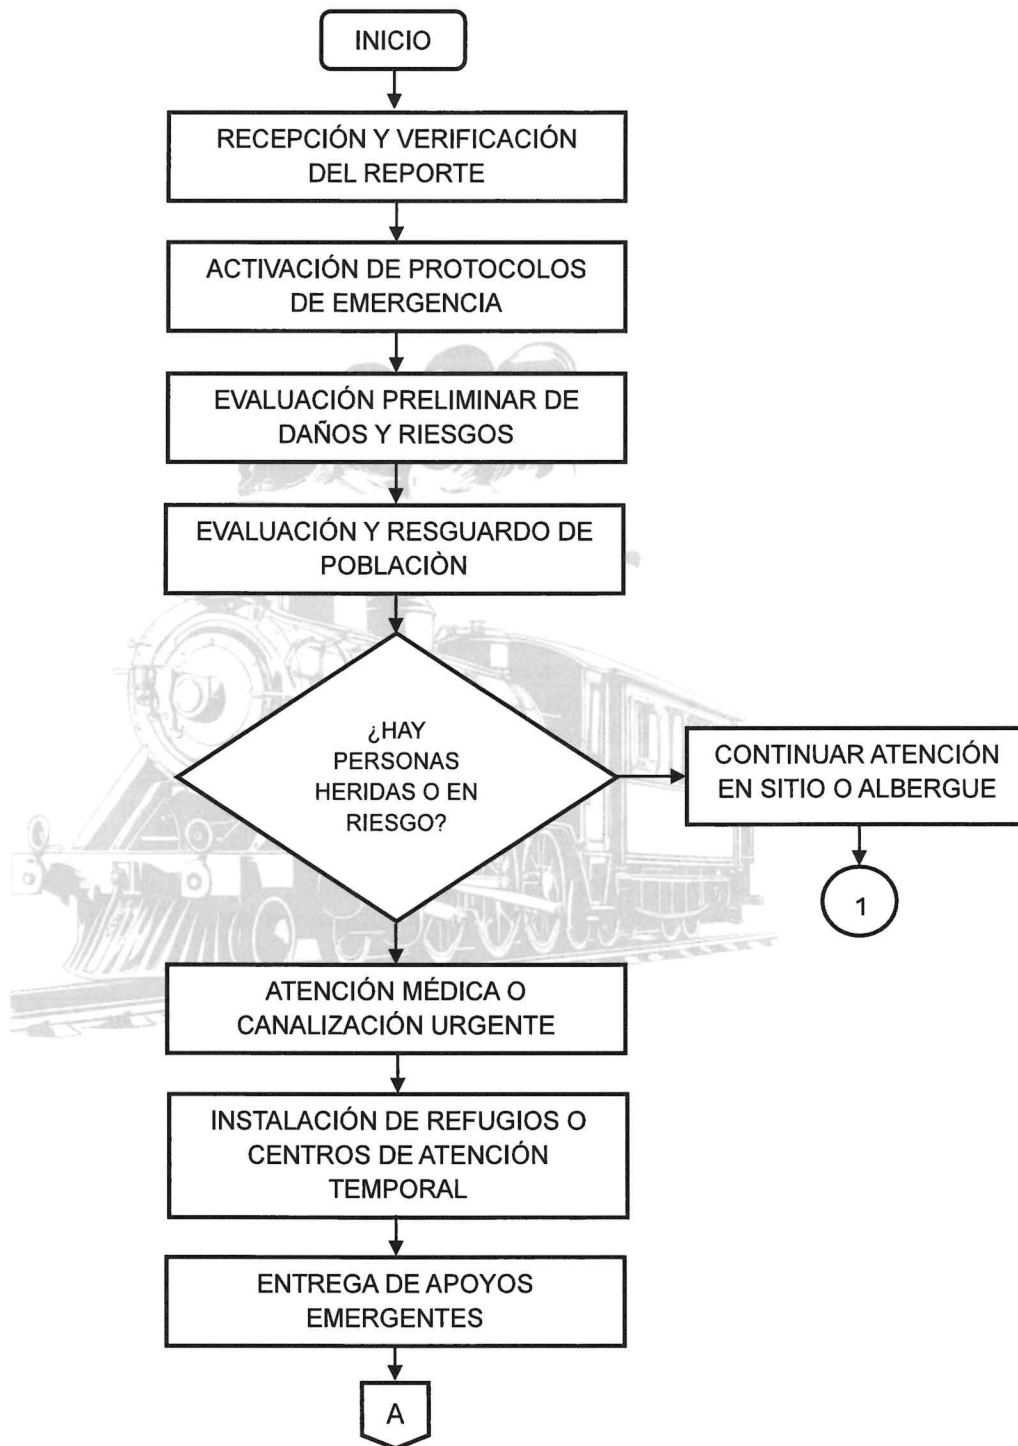 INICIO
RECEPCIÓN Y VERIFICACIÓN
DEL REPORTE
ACTIVACIÓN DE PROTOCOLOS
DE EMERGENCIA
EVALUACIÓN PRELIMINAR DE
DAÑOS Y RIESGOS
EVALUACIÓN Y RESGUARDO DE
POBLACIÒN
¿HAY
PERSONAS
HERIDAS O EN
RIESGO?
CONTINUAR ATENCIÓN
EN SITIO O ALBERGUE
1
ATENCIÓN MÉDICA O
CANALIZACIÓN URGENTE
INSTALACIÓN DE REFUGIOS O
CENTROS DE ATENCIÓN
TEMPORAL
ENTREGA DE APOYOS
EMERGENTES
A